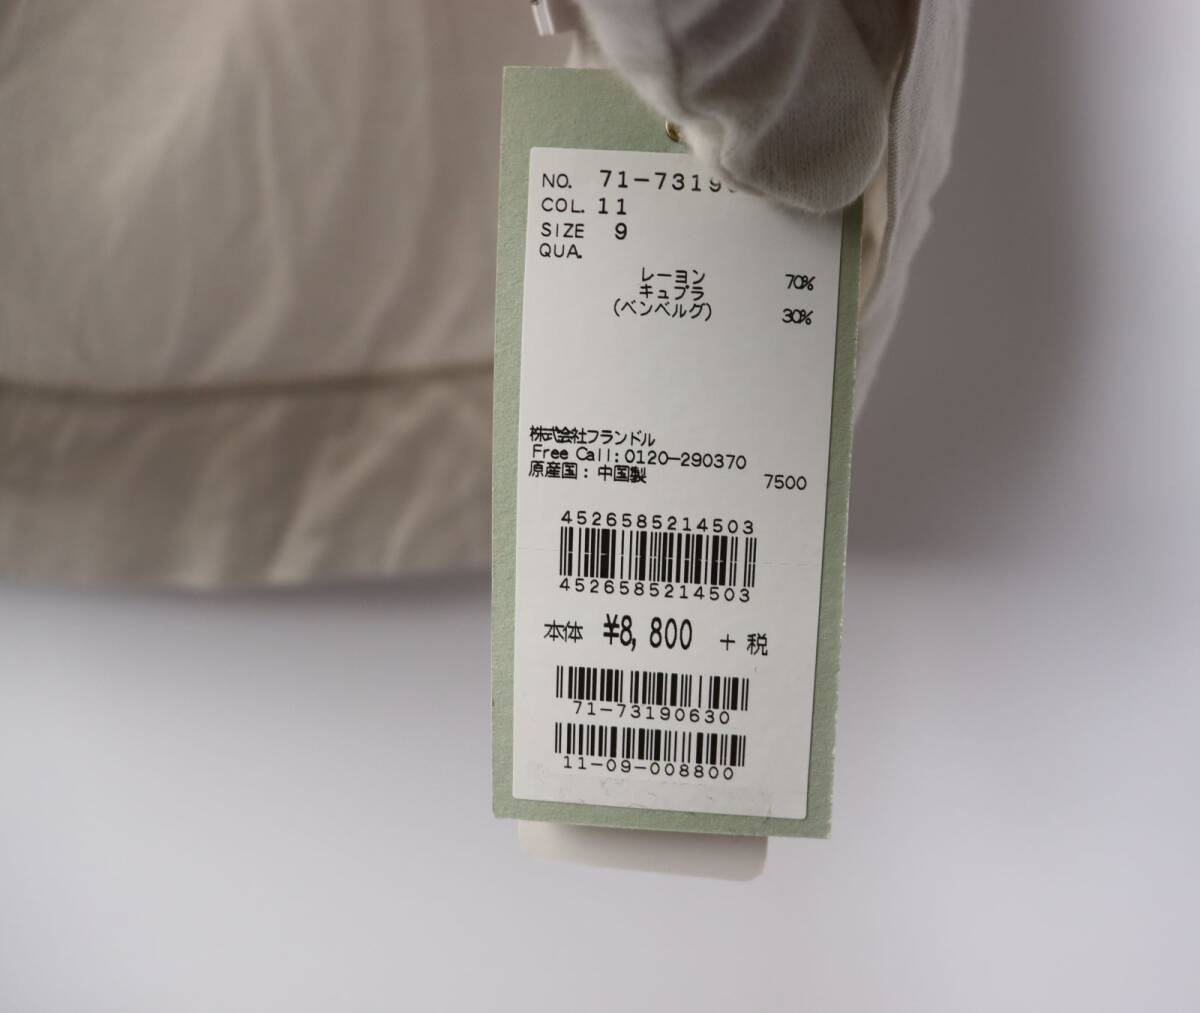 NO. 71-7319
COL. 11
SIZE 9
QUA.
レーヨン 70%
キュプラ
(ベンベルグ) 30%
株式会社フランドル
Free Call:0120-290370
原産国:中国製 7500
4526585214503
4526585214503
本体 ¥8,800 +税
71-73190630
11-09-008800